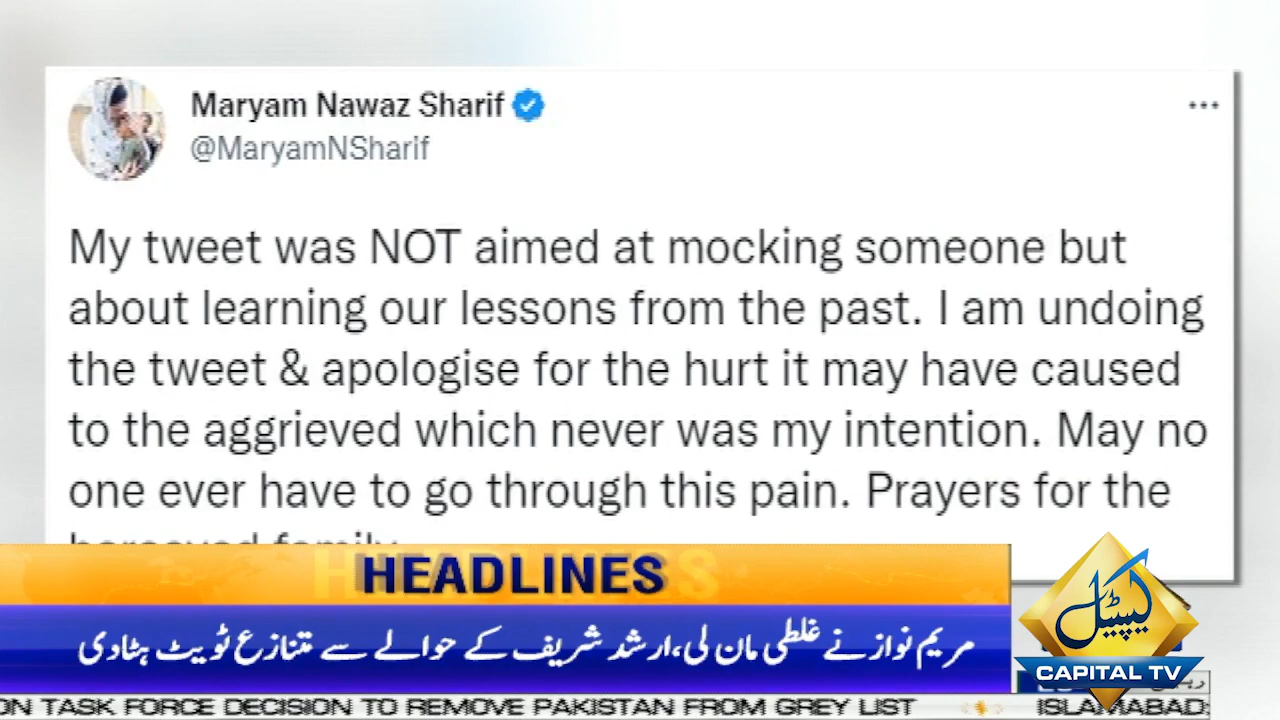 Maryam Nawaz Sharif
@MaryamNSharif
My tweet was NOT aimed at mocking someone but
about learning our lessons from the past. I am undoing
the tweet & apologise for the hurt it may have caused
to the aggrieved which never was my intention. May no
one ever have to go through this pain. Prayers for the
bereaved family.
HEADLINES
مریم نواز نے غلطی مان لی،ارشد شریف کے حوالے سے متنازع ٹویٹ ہٹادی
کیپیٹل
CAPITAL TV
ON TASK FORCE DECISION TO REMOVE PAKISTAN FROM GREY LIST
ISLAMABAD: